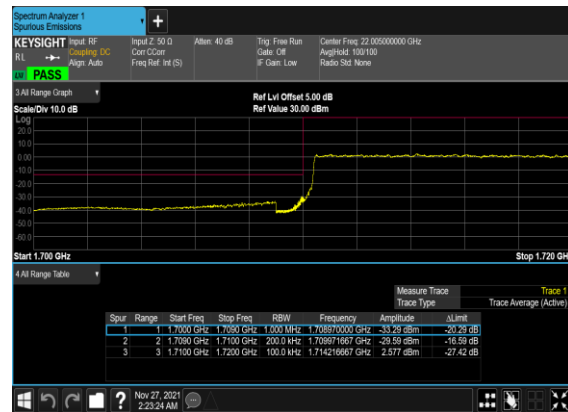 Spectrum Analyzer 1
Spurious Emissions
KEYSIGHT Input: RF Input Z: 50 Ω Atten: 40 dB Trig: Free Run Center Freq: 22.005000000 GHz
RL Coupling: DC Corr CCorr Gate: Off Avg|Hold: 100/100
Align: Auto Freq Ref: Int (S) IF Gain: Low Radio Std: None
PASS
3 All Range Graph
Ref Lvl Offset 5.00 dB
Scale/Div 10.0 dB Ref Value 30.00 dBm
Log
20.0
10.0
0.00
-10.0
-20.0
-30.0
-40.0
-50.0
-60.0
Start 1.700 GHz Stop 1.720 GH
4 All Range Table
Measure Trace Trace 1
Trace Type Trace Average (Active)
Spur Range Start Freq Stop Freq RBW Frequency Amplitude ΔLimit
1 1 1.7000 GHz 1.7090 GHz 1.000 MHz 1.708970000 GHz -33.29 dBm -20.29 dB
2 2 1.7090 GHz 1.7100 GHz 200.0 kHz 1.709971667 GHz -29.59 dBm -16.59 dB
3 3 1.7100 GHz 1.7200 GHz 100.0 kHz 1.714216667 GHz 2.577 dBm -27.42 dB
? Nov 27, 2021
2:23:24 AM